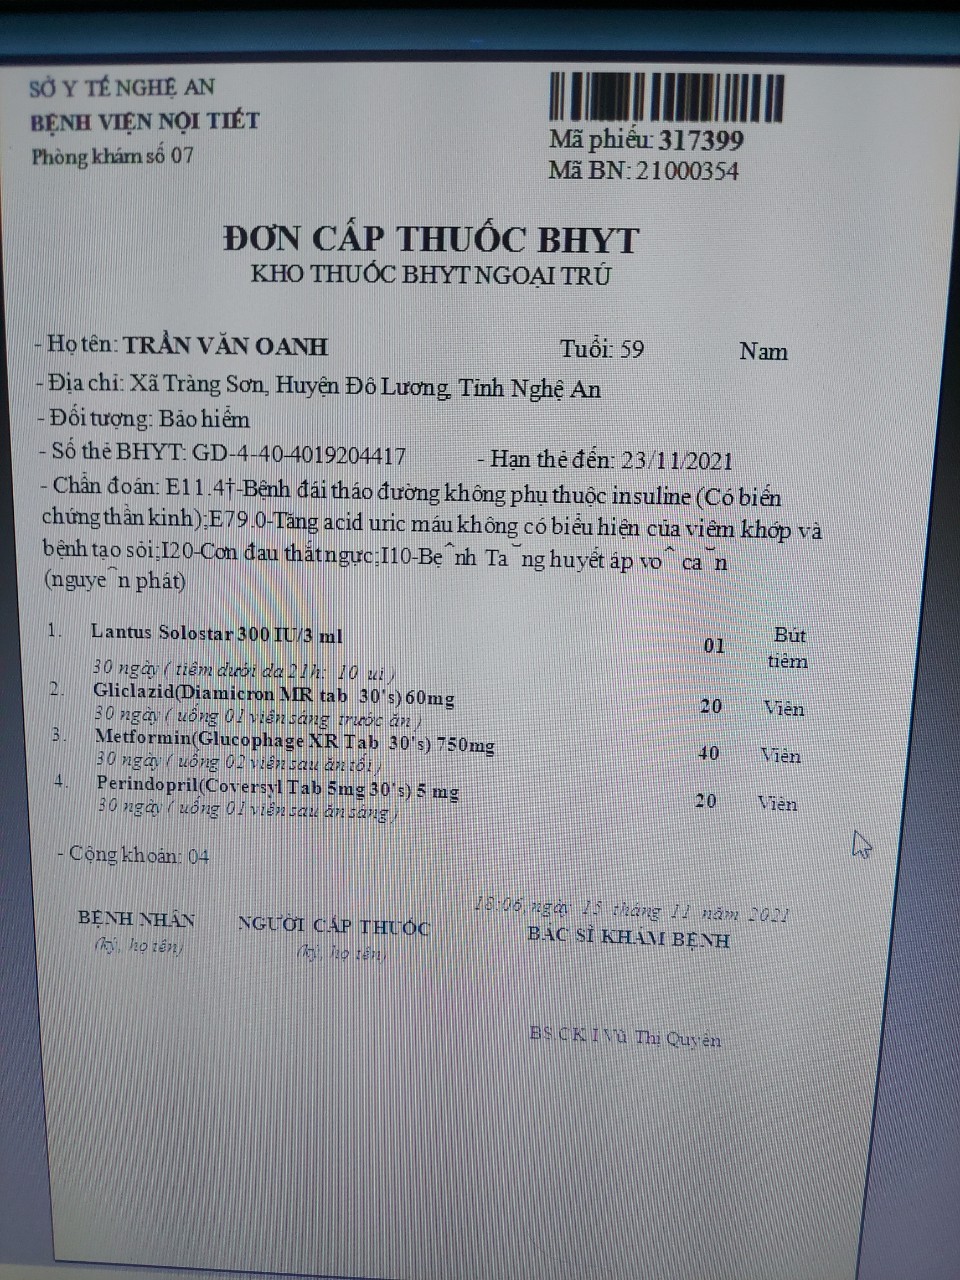 SỞ Y TẾ NGHỆ AN
BỆNH VIỆN NỘI TIẾT
Phòng khám số 07
Mã phiếu: 317399
Mã BN: 21000354
ĐƠN CẤP THUỐC BHYT
KHO THUỐC BHYT NGOẠI TRÚ
- Họ tên: TRẦN VĂN OANH Tuổi: 59 Nam
- Địa chỉ: Xã Tràng Sơn, Huyện Đô Lương, Tỉnh Nghệ An
- Đối tượng: Bảo hiểm
- Số thẻ BHYT: GD-4-40-4019204417 - Hạn thẻ đến: 23/11/2021
- Chẩn đoán: E11.4†-Bệnh đái tháo đường không phụ thuộc insuline (Có biến
chứng thần kinh);E79.0-Tăng acid uric máu không có biểu hiện của viêm khớp và
bệnh tạo sỏi;I20-Cơn đau thắt ngực;I10-Bệnh Tăng huyết áp vô căn
(nguyên phát)
1. Lantus Solostar 300 IU/3 ml 01 Bút tiêm
30 ngày ( tiêm dưới da 21h: 10 ui )
2. Gliclazid(Diamicron MR tab 30's) 60mg 20 Viên
30 ngày ( uống 01 viên sáng trước ăn )
3. Metformin(Glucophage XR Tab 30's) 750mg 40 Viên
30 ngày ( uống 02 viên sau ăn tối )
4. Perindopril(Coversyl Tab 5mg 30's) 5 mg 20 Viên
30 ngày ( uống 01 viên sau ăn sáng )
- Cộng khoản: 04
18:06, ngày 15 tháng 11 năm 2021
BỆNH NHÂN NGƯỜI CẤP THUỐC BÁC SĨ KHÁM BỆNH
(ký, họ tên) (ký, họ tên)
BS.CK I Vũ Thị Quyên